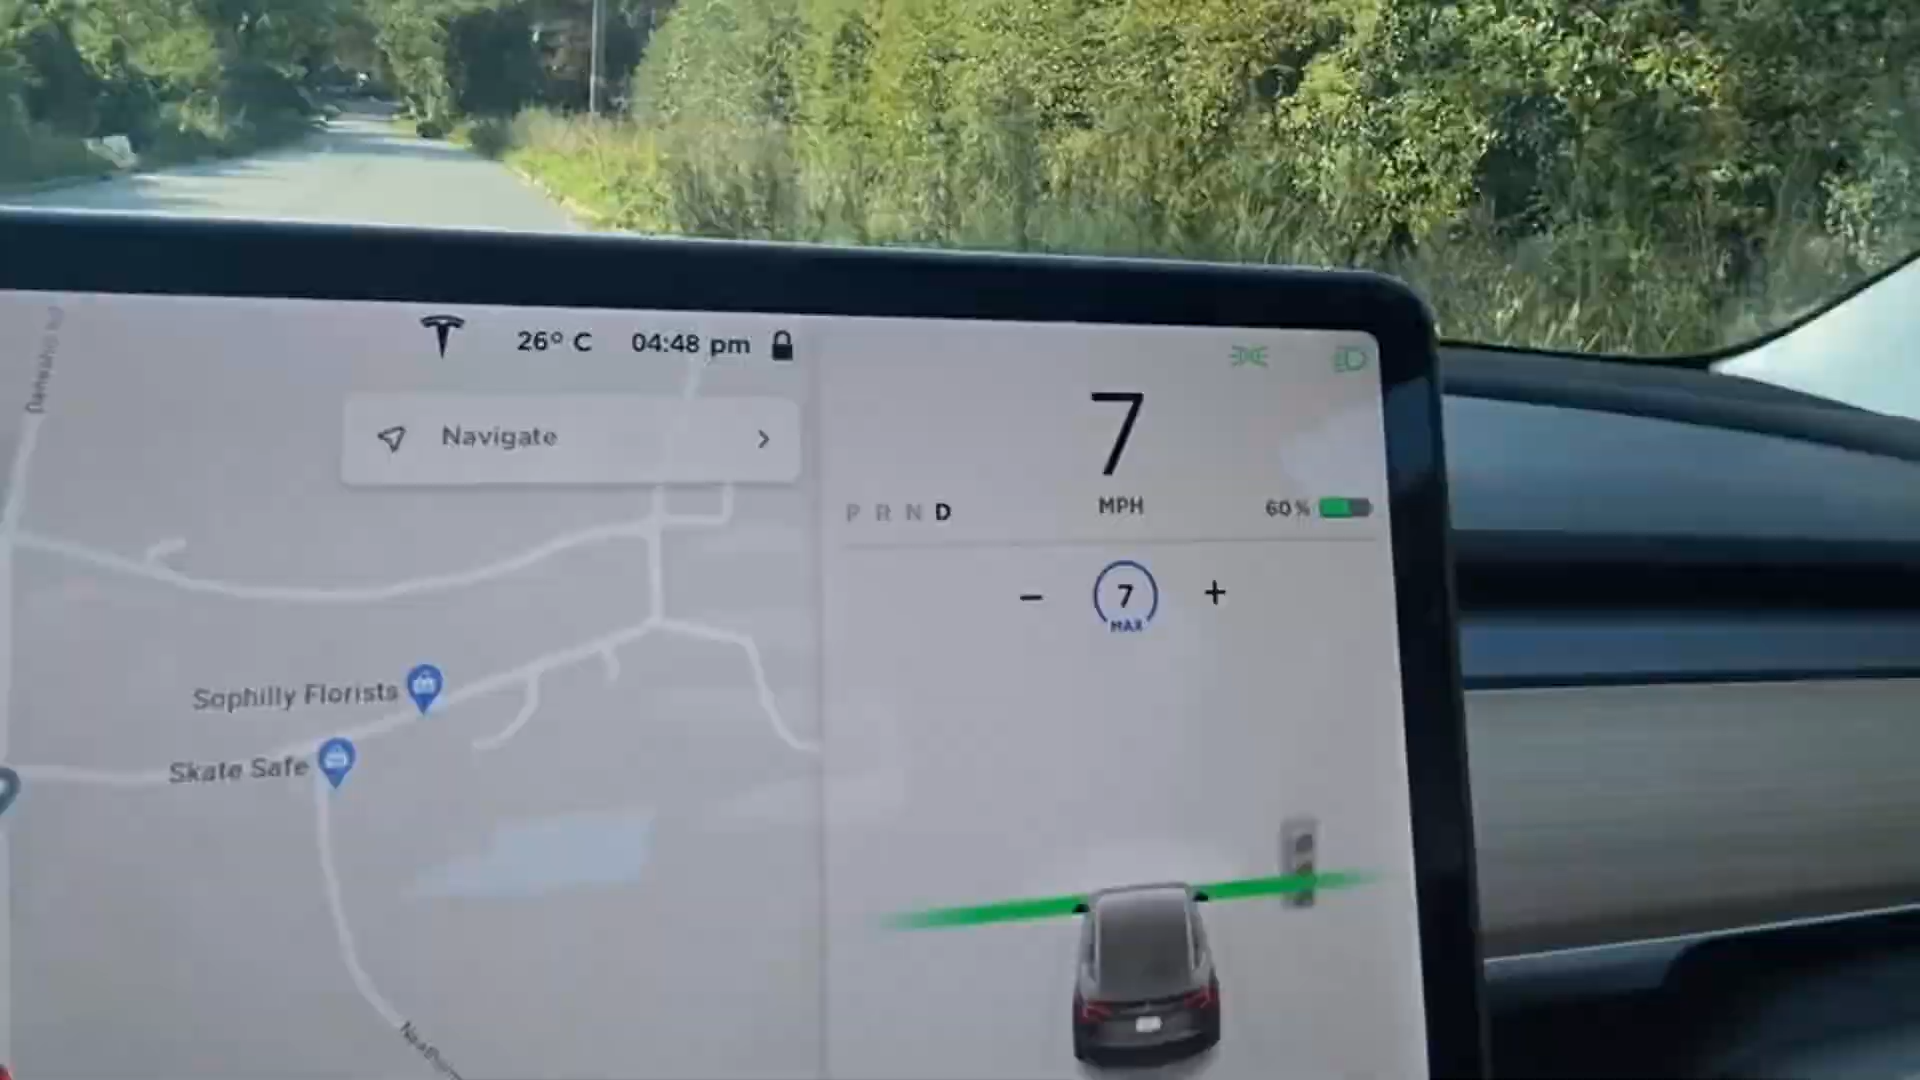 26° C 04:48 pm
Navigate
7
MPH
P R N D
60%
− 7 +
MAX
Sophilly Florists
Skate Safe